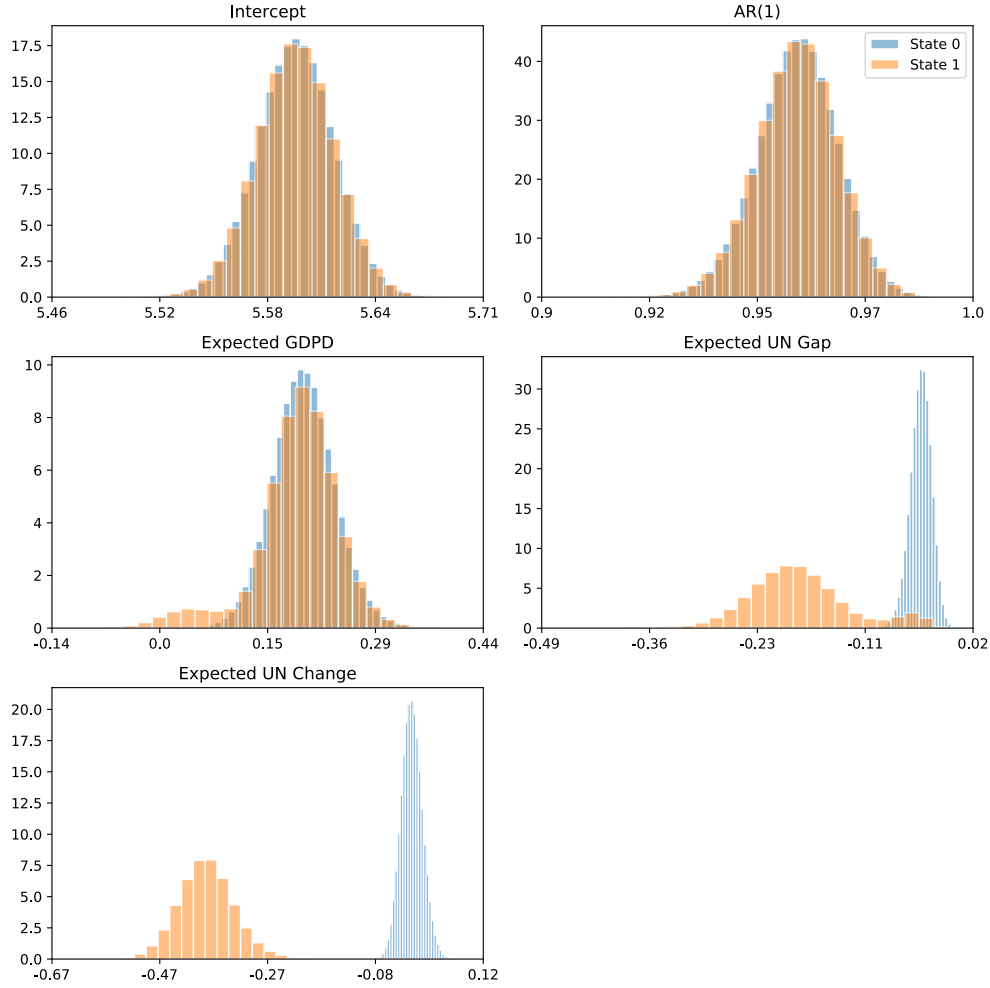 Intercept
17.5
15.0
12.5
10.0
7.5
5.0
2.5
0.0
5.46 5.52 5.58 5.64 5.71
AR(1)
State 0
State 1
40
30
20
10
0
0.9 0.92 0.95 0.97 1.0
Expected GDPD
10
8
6
4
2
0
-0.14 0.0 0.15 0.29 0.44
Expected UN Gap
30
25
20
15
10
5
0
-0.49 -0.36 -0.23 -0.11 0.02
Expected UN Change
20.0
17.5
15.0
12.5
10.0
7.5
5.0
2.5
0.0
-0.67 -0.47 -0.27 -0.08 0.12